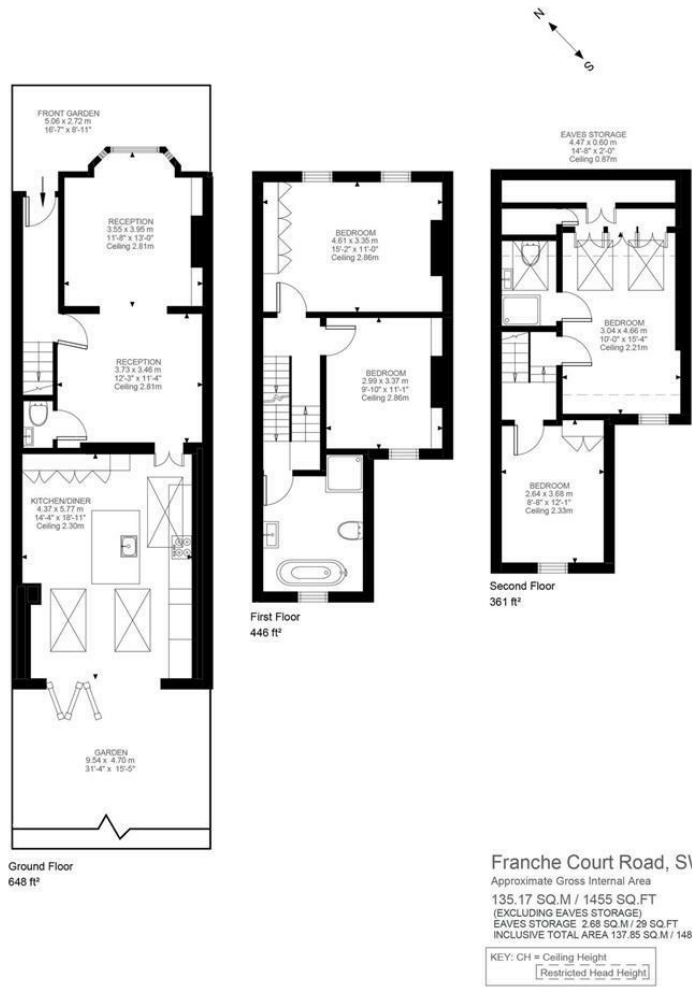 N
S
FRONT GARDEN
5.06 x 2.72 m
16'-7" x 8'-11"
RECEPTION
3.55 x 3.95 m
11'-8" x 13'-0"
Ceiling 2.81m
RECEPTION
3.73 x 3.46 m
12'-3" x 11'-4"
Ceiling 2.81m
KITCHEN/DINER
4.37 x 5.77 m
14'-4" x 18'-11"
Ceiling 2.30m
GARDEN
9.54 x 4.70 m
31'-4" x 15'-5"
Ground Floor
648 ft²
BEDROOM
4.61 x 3.35 m
15'-2" x 11'-0"
Ceiling 2.86m
BEDROOM
2.99 x 3.37 m
9'-10" x 11'-1"
Ceiling 2.86m
First Floor
446 ft²
EAVES STORAGE
4.47 x 0.60 m
14'-8" x 2'-0"
Ceiling 0.87m
BEDROOM
3.04 x 4.66 m
10'-0" x 15'-4"
Ceiling 2.21m
BEDROOM
2.64 x 3.68 m
8'-8" x 12'-1"
Ceiling 2.33m
Second Floor
361 ft²
Franche Court Road, SW
Approximate Gross Internal Area
135.17 SQ.M / 1455 SQ.FT
(EXCLUDING EAVES STORAGE)
EAVES STORAGE 2.68 SQ.M / 29 SQ.FT
INCLUSIVE TOTAL AREA 137.85 SQ.M / 148
KEY: CH = Ceiling Height
Restricted Head Height